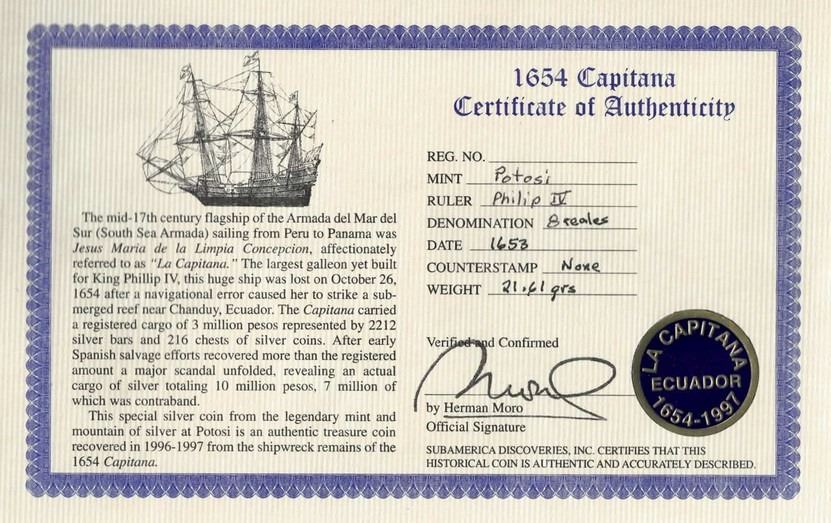 The mid-17th century flagship of the Armada del Mar del
Sur (South Sea Armada) sailing from Peru to Panama was
Jesus Maria de la Limpia Concepcion, affectionately
referred to as "La Capitana." The largest galleon yet built
for King Phillip IV, this huge ship was lost on October 26,
1654 after a navigational error caused her to strike a sub-
merged reef near Chanduy, Ecuador. The Capitana carried
a registered cargo of 3 million pesos represented by 2212
silver bars and 216 chests of silver coins. After early
Spanish salvage efforts recovered more than the registered
amount a major scandal unfolded, revealing an actual
cargo of silver totaling 10 million pesos, 7 million of
which was contraband.
This special silver coin from the legendary mint and
mountain of silver at Potosi is an authentic treasure coin
recovered in 1996-1997 from the shipwreck remains of the
1654 Capitana.
1654 Capitana
Certificate of Authenticity
REG. NO.
MINT Potosi
RULER Philip IV
DENOMINATION 8 reales
DATE 1653
COUNTERSTAMP None
WEIGHT 21.61 grs
Verified and Confirmed
by Herman Moro
Official Signature
SUBAMERICA DISCOVERIES, INC. CERTIFIES THAT THIS
HISTORICAL COIN IS AUTHENTIC AND ACCURATELY DESCRIBED.
LA CAPITANA
ECUADOR
1654-1997